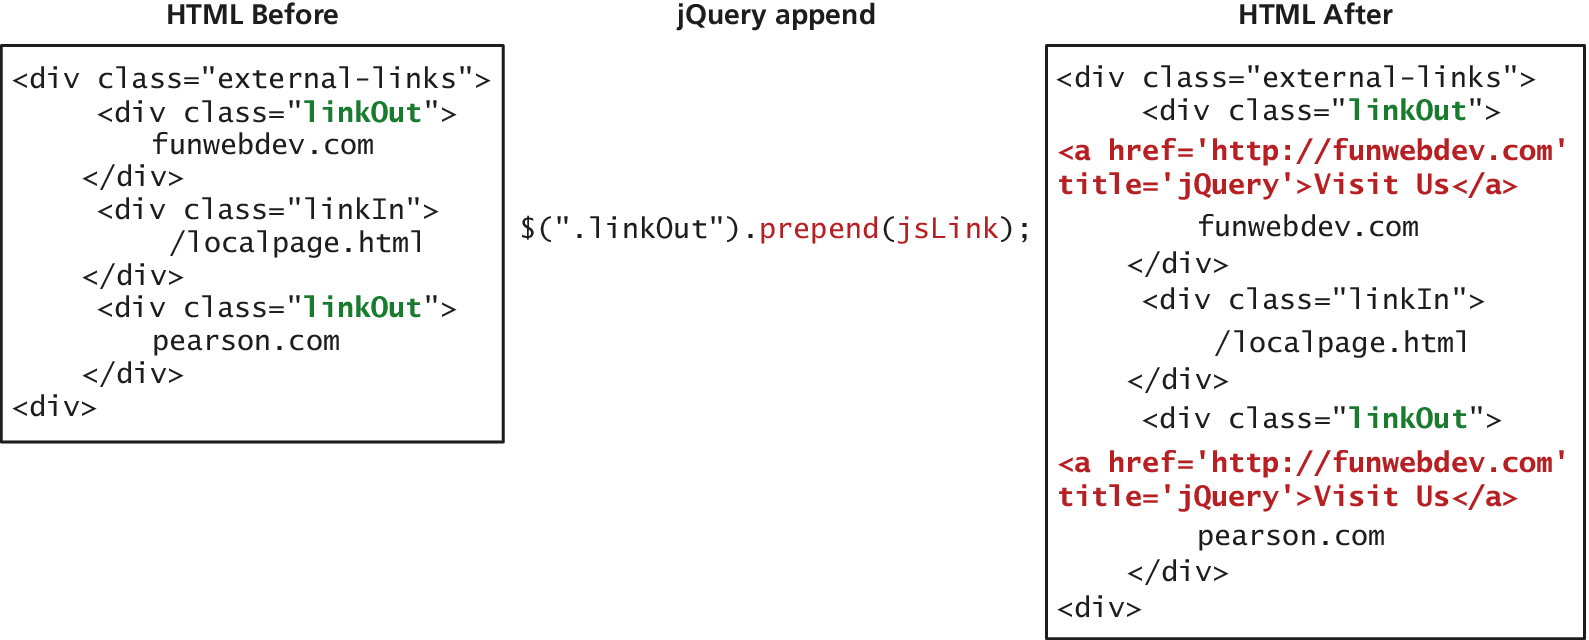 HTML Before
<div class="external-links">
<div class="linkOut">
funwebdev.com
</div>
<div class="linkIn">
/localpage.html
</div>
<div class="linkOut">
pearson.com
</div>
<div>
jQuery append
$(".linkOut").prepend(jsLink);
HTML After
<div class="external-links">
<div class="linkOut">
<a href='http://funwebdev.com'
title='jQuery'>Visit Us</a>
funwebdev.com
</div>
<div class="linkIn">
/localpage.html
</div>
<div class="linkOut">
<a href='http://funwebdev.com'
title='jQuery'>Visit Us</a>
pearson.com
</div>
<div>